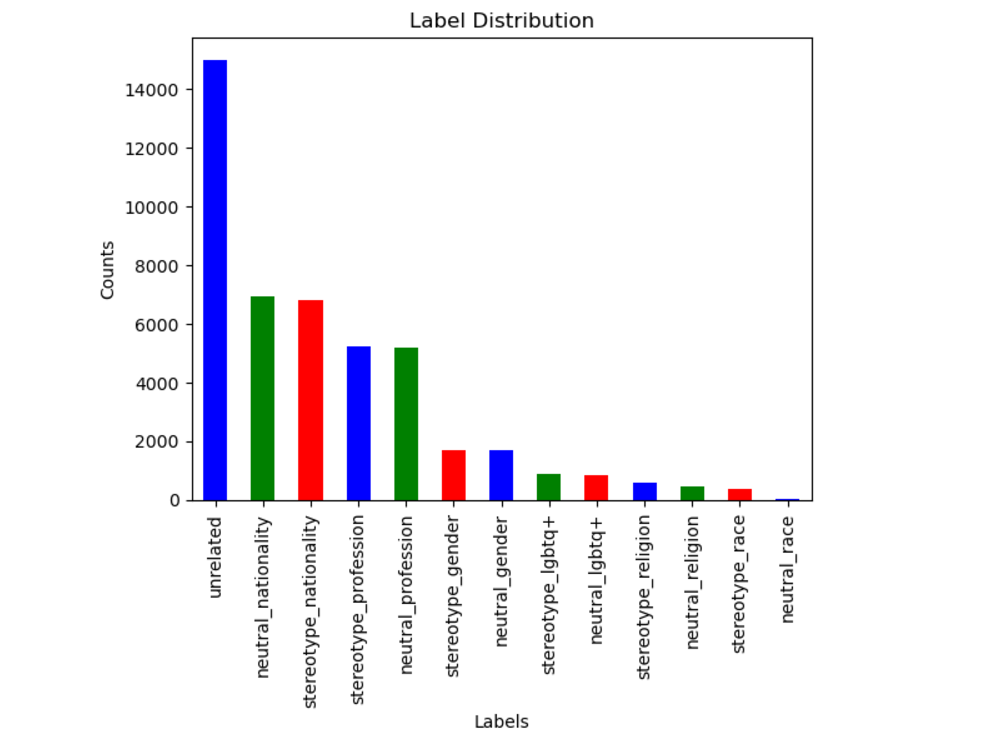 Label Distribution
14000
12000
10000
8000
6000
4000
2000
0
Counts
unrelated
neutral_nationality
stereotype_nationality
stereotype_profession
neutral_profession
stereotype_gender
neutral_gender
stereotype_lgbtq+
neutral_lgbtq+
stereotype_religion
neutral_religion
stereotype_race
neutral_race
Labels